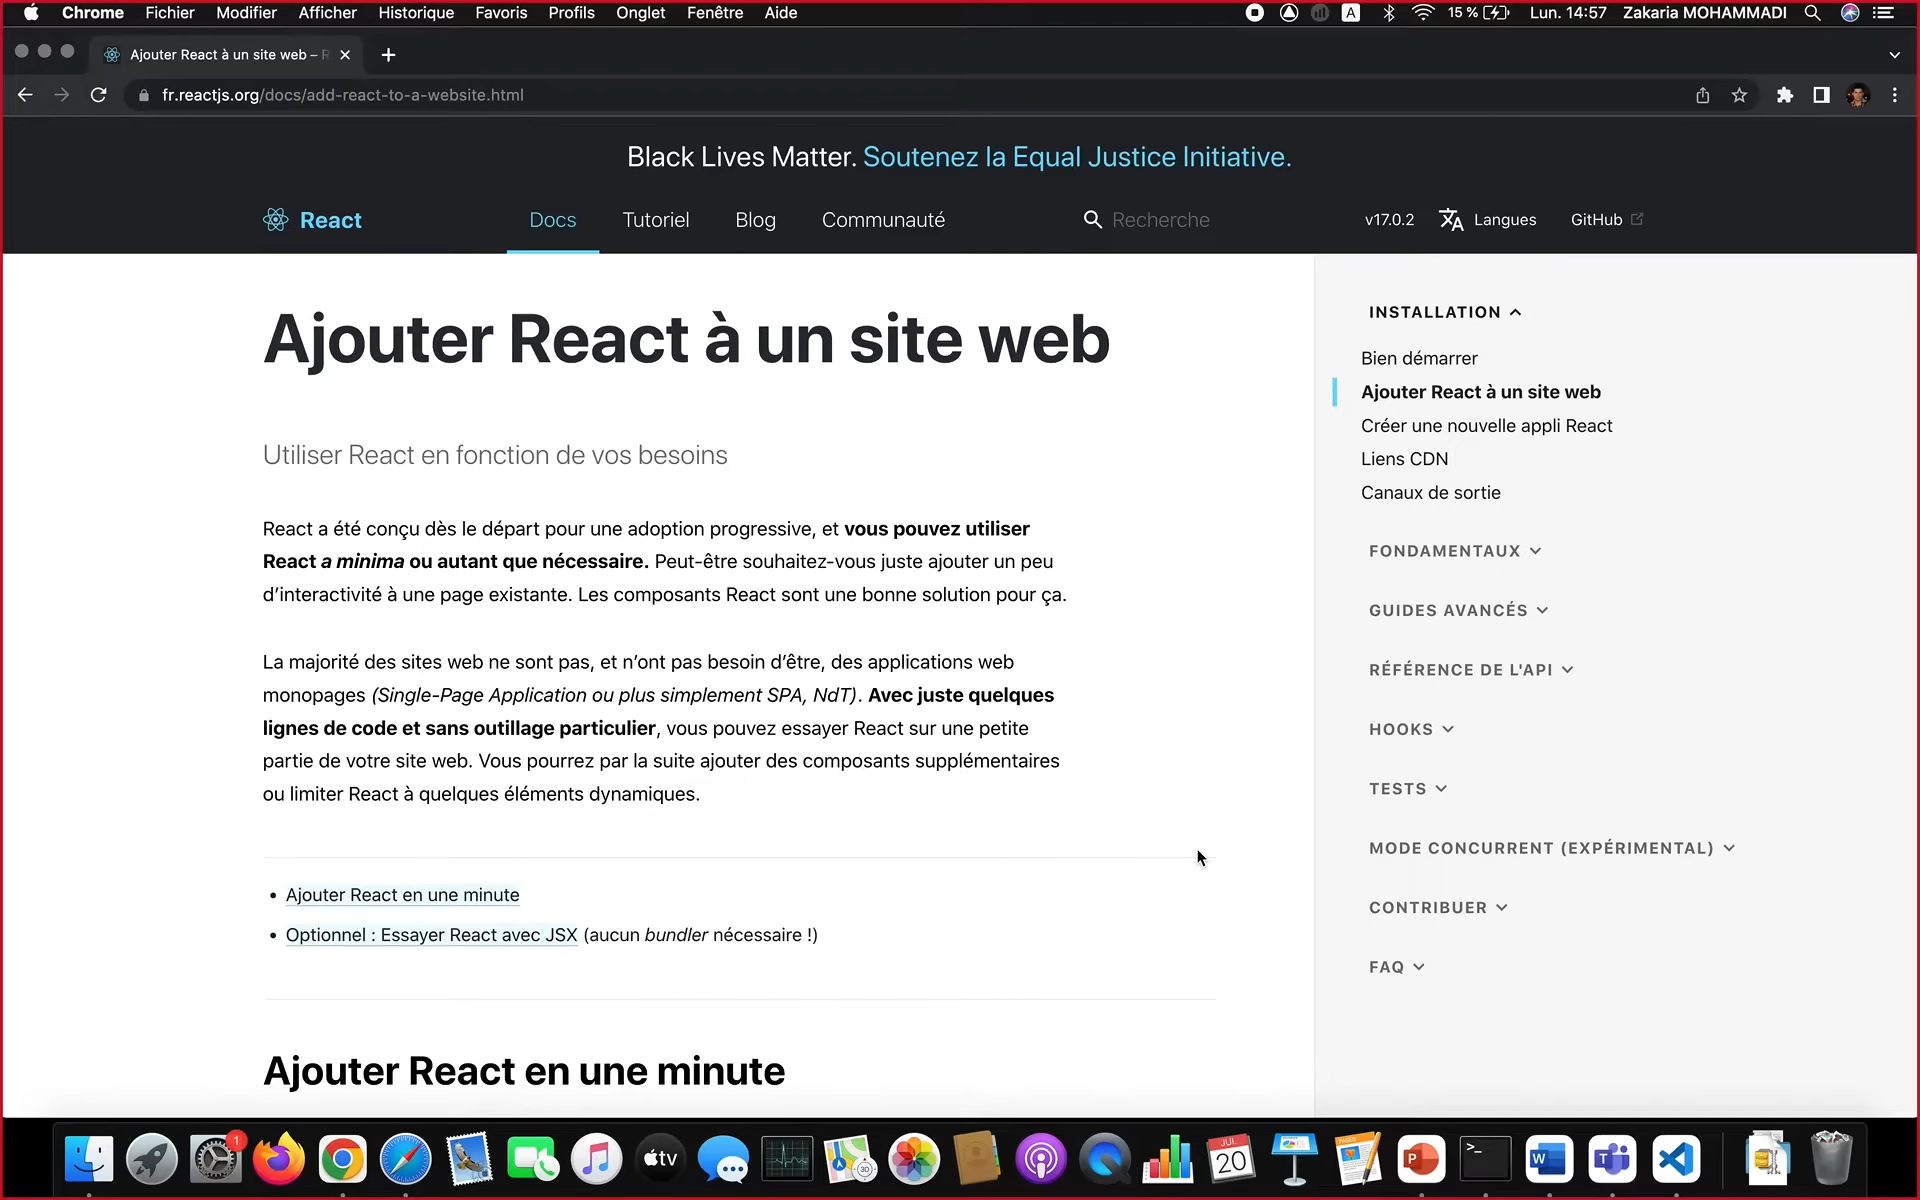 Chrome Fichier Modifier Afficher Historique Favoris Profils Onglet Fenêtre Aide
A 15 % Lun. 14:57 Zakaria MOHAMMADI
Ajouter React à un site web –
fr.reactjs.org/docs/add-react-to-a-website.html
Black Lives Matter. Soutenez la Equal Justice Initiative.
React Docs Tutoriel Blog Communauté Recherche v17.0.2 Langues GitHub
Ajouter React à un site web
Utiliser React en fonction de vos besoins
React a été conçu dès le départ pour une adoption progressive, et vous pouvez utiliser
React a minima ou autant que nécessaire. Peut-être souhaitez-vous juste ajouter un peu
d’interactivité à une page existante. Les composants React sont une bonne solution pour ça.
La majorité des sites web ne sont pas, et n’ont pas besoin d’être, des applications web
monopages (Single-Page Application ou plus simplement SPA, NdT). Avec juste quelques
lignes de code et sans outillage particulier, vous pouvez essayer React sur une petite
partie de votre site web. Vous pourrez par la suite ajouter des composants supplémentaires
ou limiter React à quelques éléments dynamiques.
• Ajouter React en une minute
• Optionnel : Essayer React avec JSX (aucun bundler nécessaire !)
Ajouter React en une minute
INSTALLATION
Bien démarrer
Ajouter React à un site web
Créer une nouvelle appli React
Liens CDN
Canaux de sortie
FONDAMENTAUX
GUIDES AVANCÉS
RÉFÉRENCE DE L'API
HOOKS
TESTS
MODE CONCURRENT (EXPÉRIMENTAL)
CONTRIBUER
FAQ
1
tv
3D
JUIL.
20
PAGES
P
>_
W
T